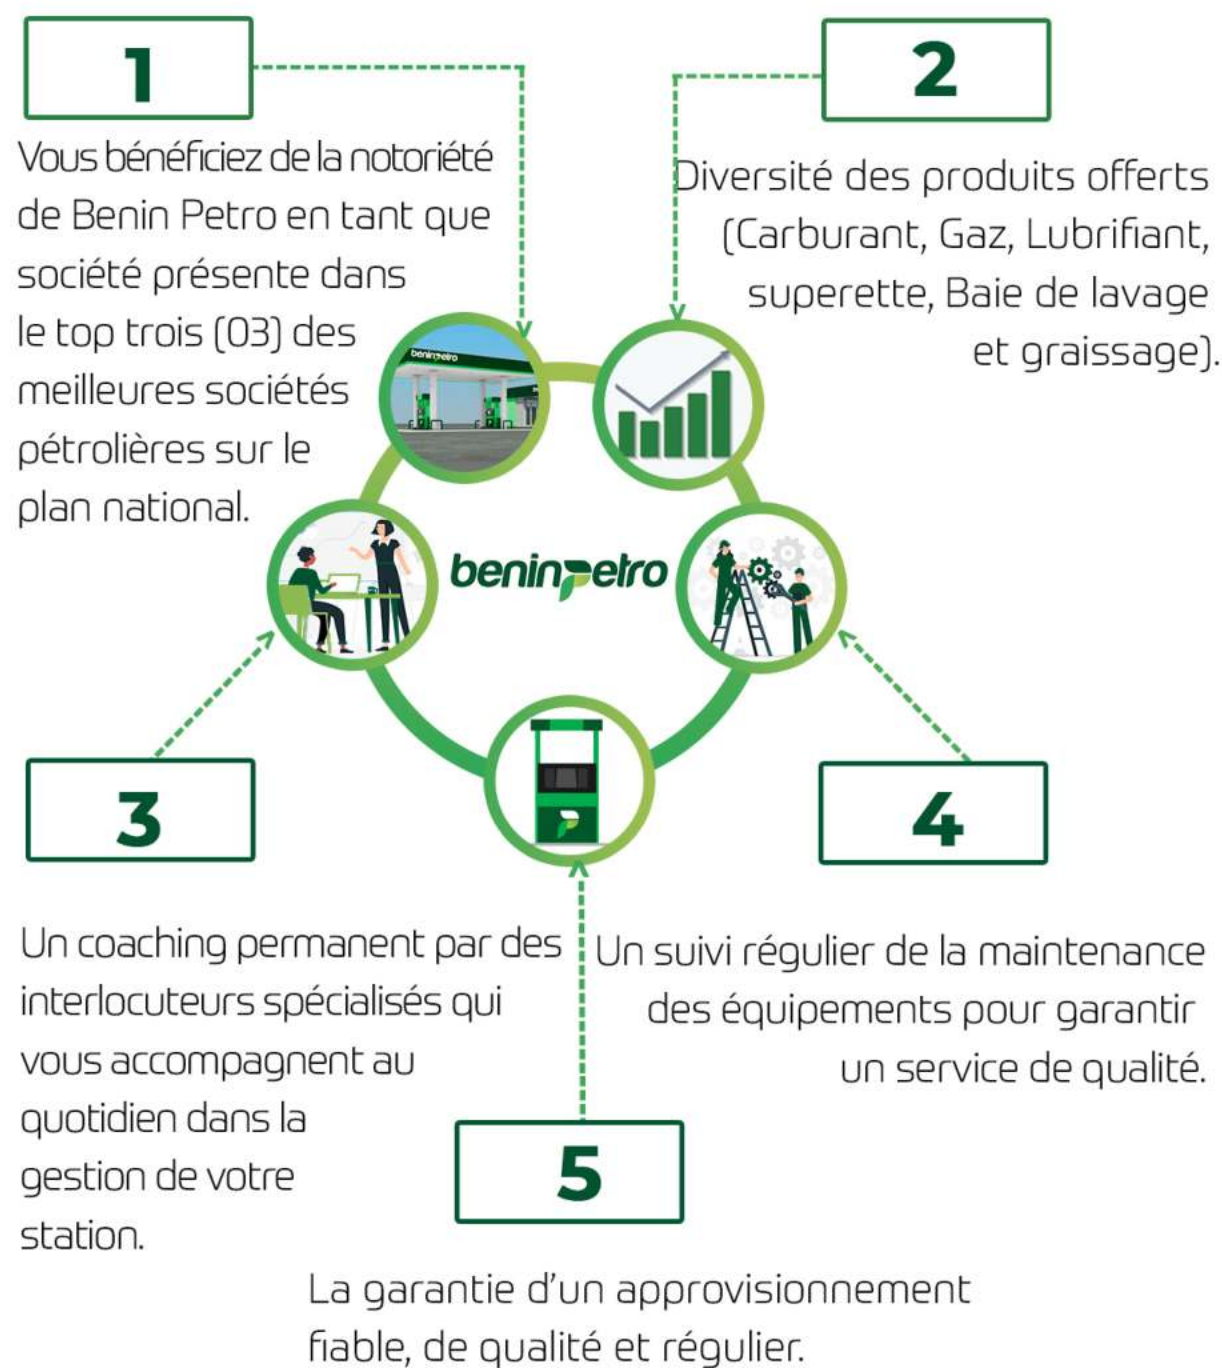 1
Vous bénéficiez de la notoriété
de Benin Petro en tant que
société présente dans
le top trois (03) des
meilleures sociétés
pétrolières sur le
plan national.
2
Diversité des produits offerts
(Carburant, Gaz, Lubrifiant,
superette, Baie de lavage
et graissage).
beninpetro
beninpetro
3
Un coaching permanent par des
interlocuteurs spécialisés qui
vous accompagnent au
quotidien dans la
gestion de votre
station.
4
Un suivi régulier de la maintenance
des équipements pour garantir
un service de qualité.
5
La garantie d'un approvisionnement
fiable, de qualité et régulier.